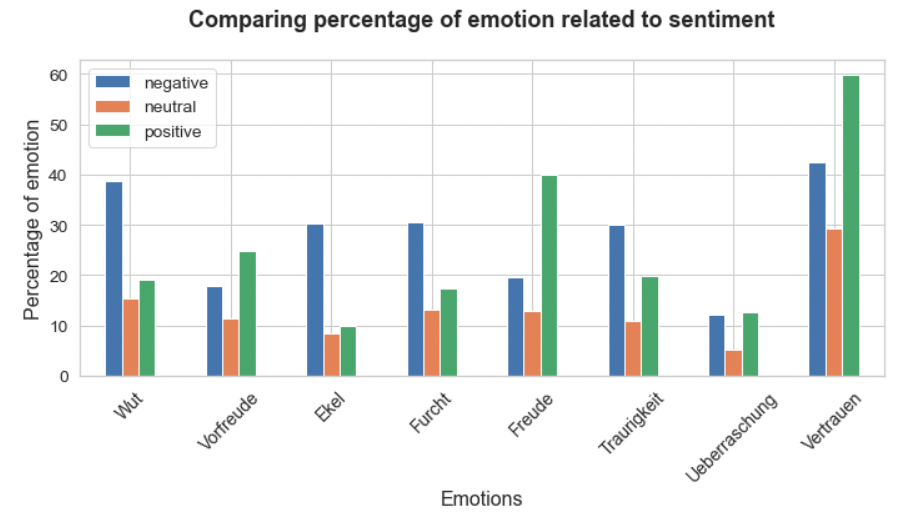 Comparing percentage of emotion related to sentiment
negative
neutral
positive
Percentage of emotion
60
50
40
30
20
10
0
Wut
Vorfreude
Ekel
Furcht
Freude
Traurigkeit
Ueberraschung
Vertrauen
Emotions